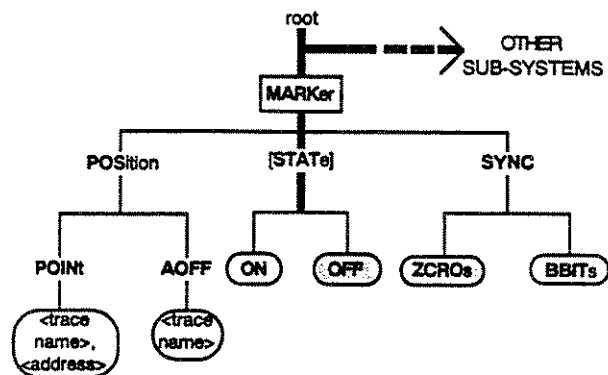 root
OTHER
SUB-SYSTEMS
MARKer
POSition
[STATe]
SYNC
POINt
AOFF
ON
OFF
ZCROs
BBITs
<trace
name>,
<address>
<trace
name>